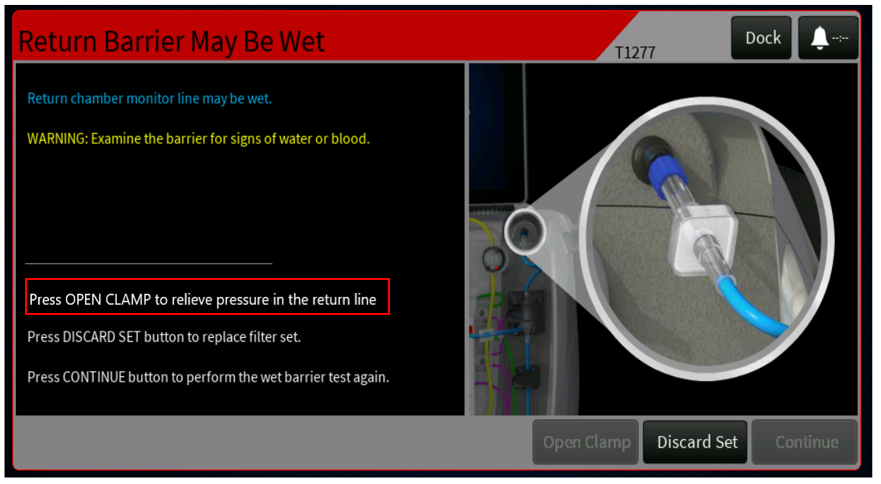 Return Barrier May Be Wet
T1277
Dock
--:--
Return chamber monitor line may be wet.
WARNING: Examine the barrier for signs of water or blood.
Press OPEN CLAMP to relieve pressure in the return line
Press DISCARD SET button to replace filter set.
Press CONTINUE button to perform the wet barrier test again.
Open Clamp
Discard Set
Continue